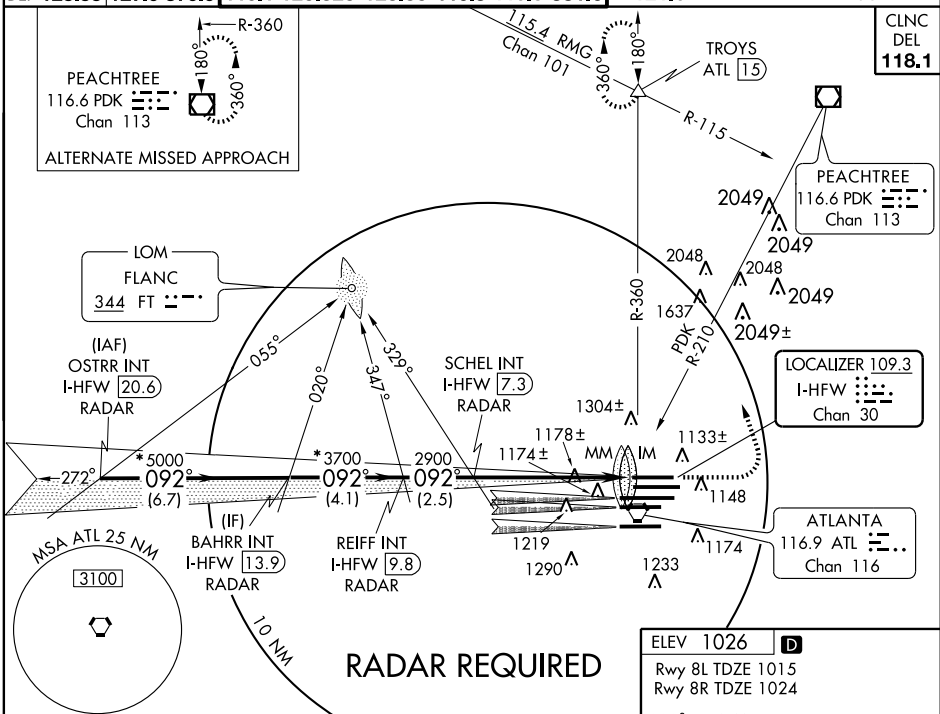 R-360
180°
360°
PEACHTREE
116.6 PDK
Chan 113
ALTERNATE MISSED APPROACH
115.4 RMG
Chan 101
360°
180°
TROYS
ATL 15
CLNC
DEL
118.1
R-115
PEACHTREE
116.6 PDK
Chan 113
2049
2049
2048
2048
2049
1637
2049±
LOM
FLANC
344 FT
R-360
PDK
R-210
(IAF)
OSTRR INT
I-HFW 20.6
RADAR
055°
020°
347°
329°
SCHEL INT
I-HFW 7.3
RADAR
LOCALIZER 109.3
I-HFW
Chan 30
1304±
1178±
1174±
MM
IM
1133±
272°
*5000
092°
(6.7)
*3700
092°
(4.1)
2900
092°
(2.5)
1148
(IF)
BAHRR INT
I-HFW 13.9
RADAR
REIFF INT
I-HFW 9.8
RADAR
1219
1290
1233
1174
ATLANTA
116.9 ATL
Chan 116
MSA ATL 25 NM
3100
10 NM
RADAR REQUIRED
ELEV 1026 D
Rwy 8L TDZE 1015
Rwy 8R TDZE 1024